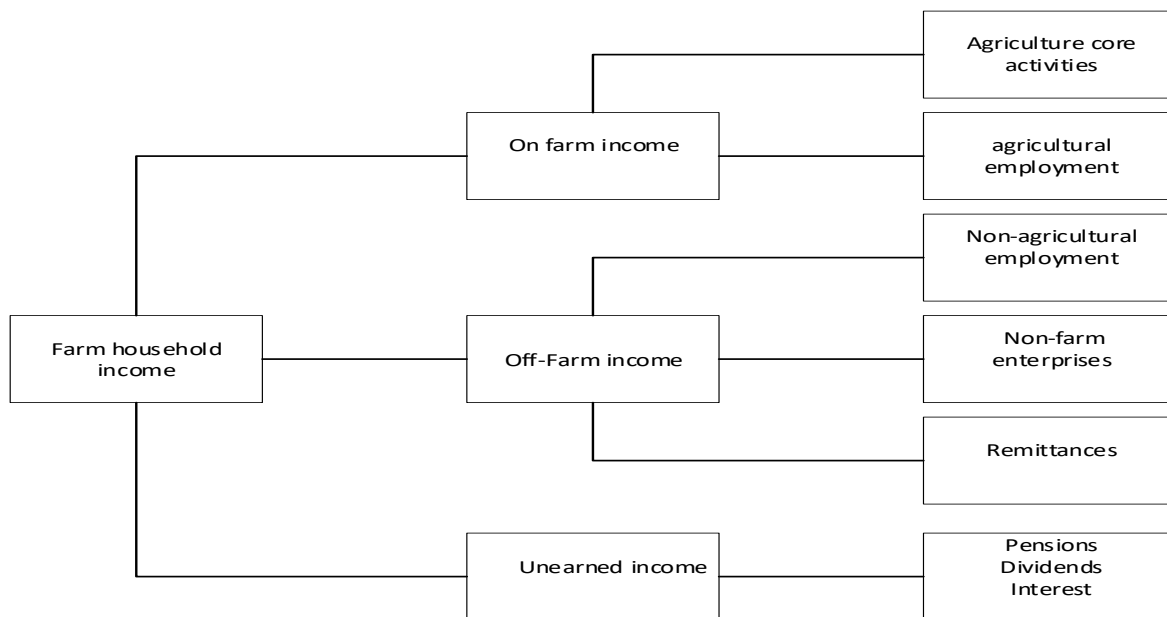 Agriculture core
activities
On farm income
agricultural
employment
Non-agricultural
employment
Farm household
income
Off-Farm income
Non-farm
enterprises
Remittances
Unearned income
Pensions
Dividends
Interest